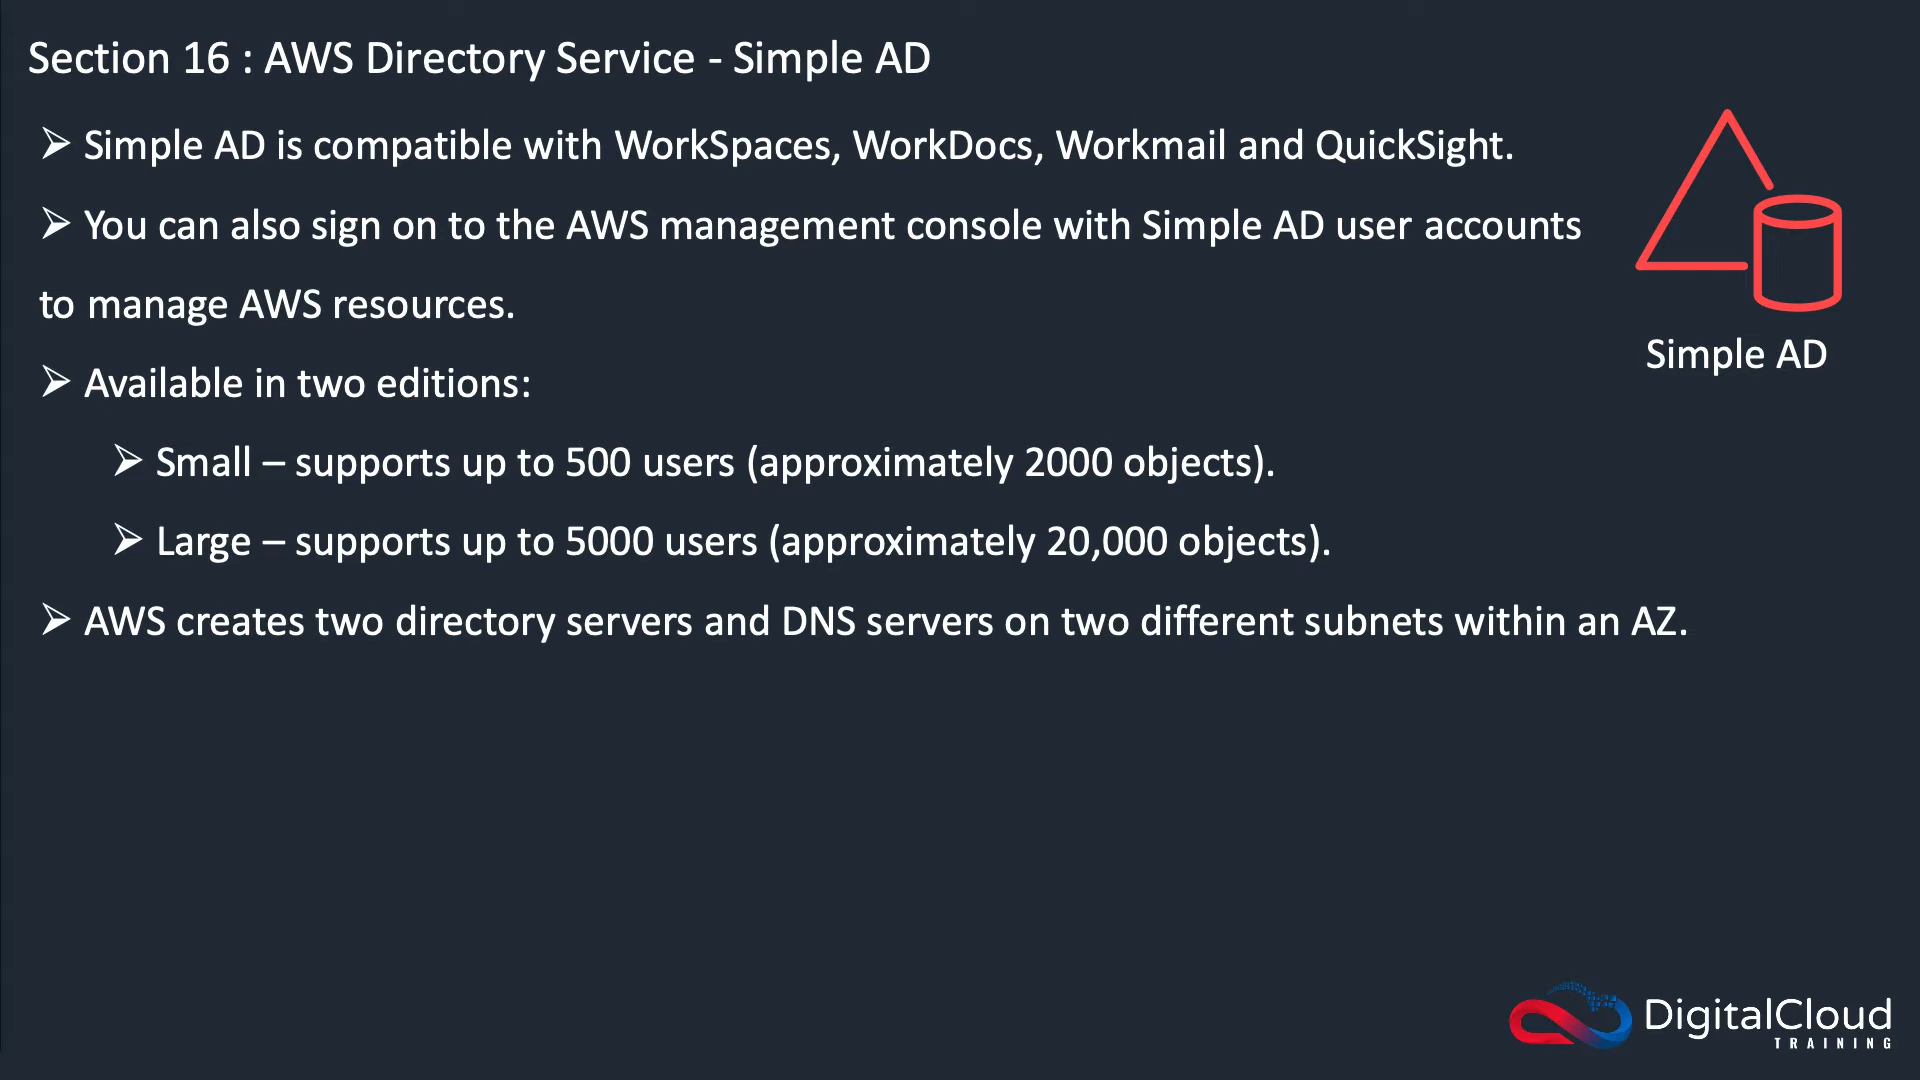 Section 16 : AWS Directory Service - Simple AD
➢ Simple AD is compatible with WorkSpaces, WorkDocs, Workmail and QuickSight.
➢ You can also sign on to the AWS management console with Simple AD user accounts
to manage AWS resources.
Simple AD
➢ Available in two editions:
➢ Small – supports up to 500 users (approximately 2000 objects).
➢ Large – supports up to 5000 users (approximately 20,000 objects).
➢ AWS creates two directory servers and DNS servers on two different subnets within an AZ.
DigitalCloud
TRAINING